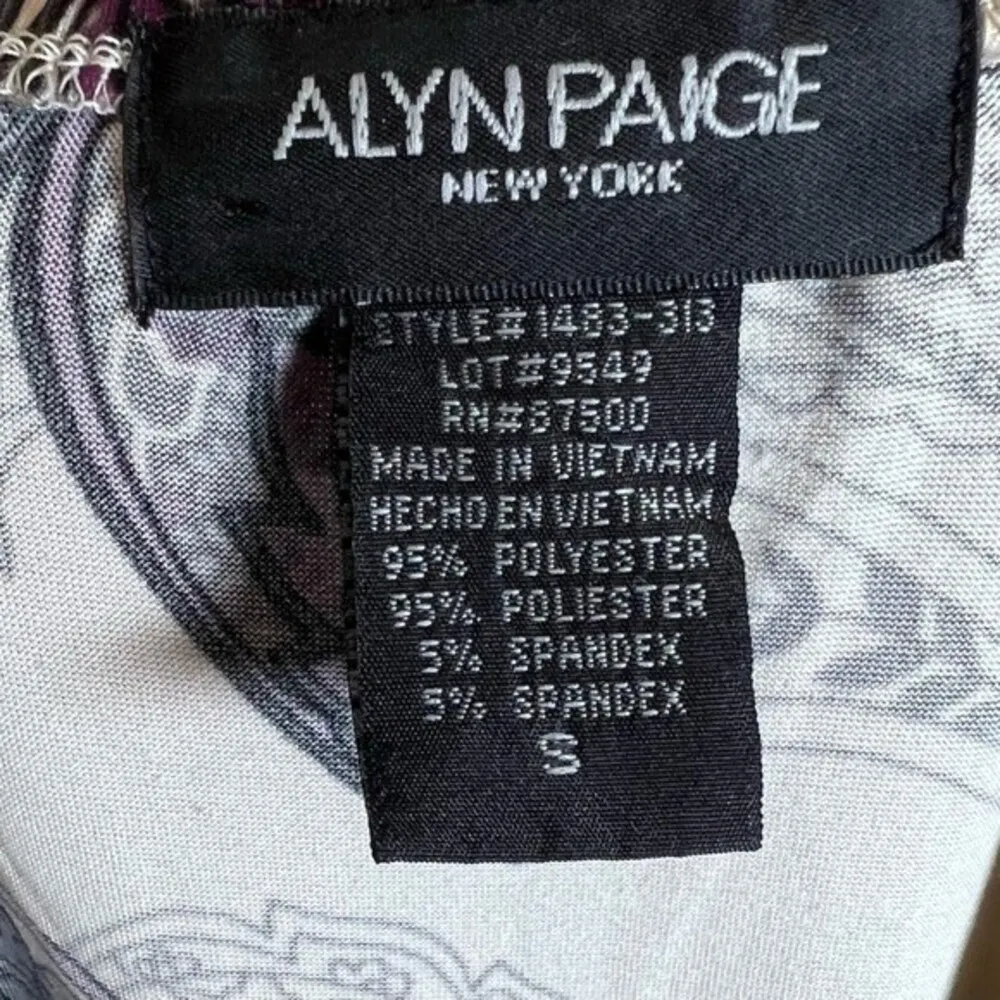 ALYN PAIGE
NEW YORK
STYLE# 1483-313
LOT#9549
RN#87500
MADE IN VIETNAM
HECHO EN VIETNAM
95% POLYESTER
95% POLIESTER
5% SPANDEX
5% SPANDEX
S